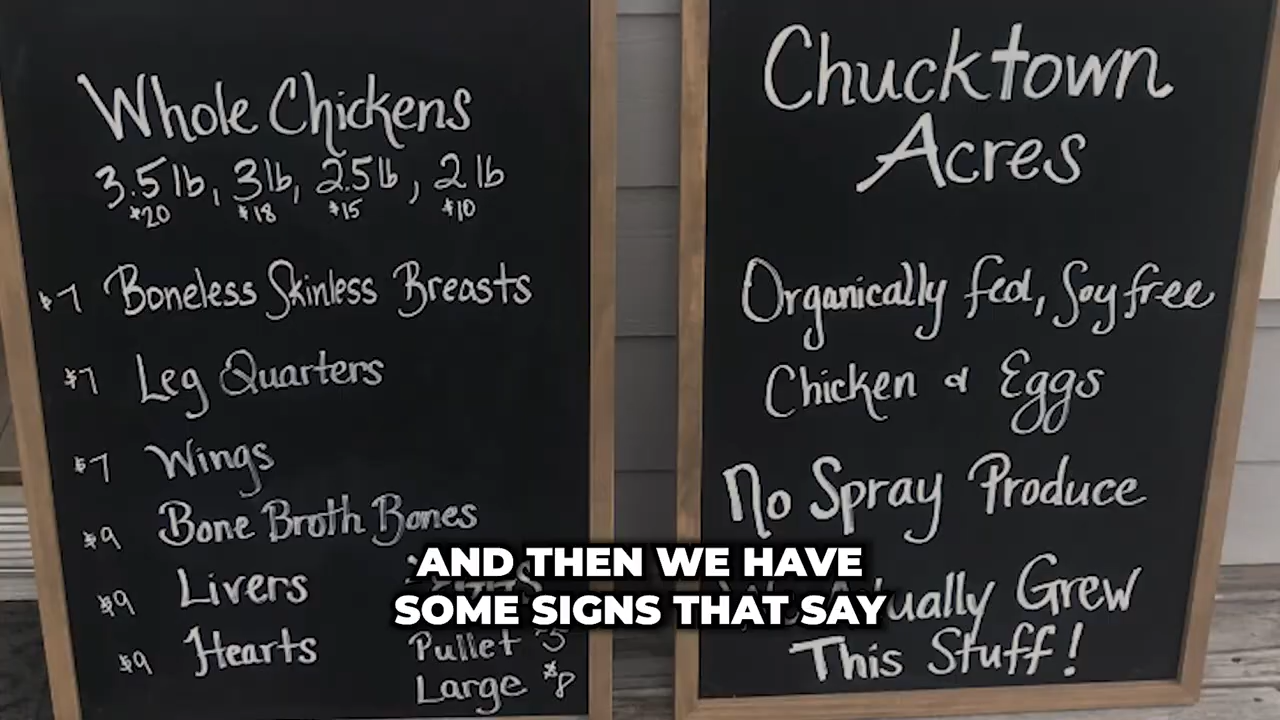 Whole Chickens
3.5 lb, 3 lb, 2.5 lb, 2 lb
$20 $18 $15 $10
$7 Boneless Skinless Breasts
$7 Leg Quarters
$7 Wings
$9 Bone Broth Bones
$9 Livers
$9 Hearts
Pullet
Large $8
Chucktown
Acres
Organically fed, Soy free
Chicken & Eggs
No Spray Produce
Grew
This Stuff!
AND THEN WE HAVE
SOME SIGNS THAT SAY